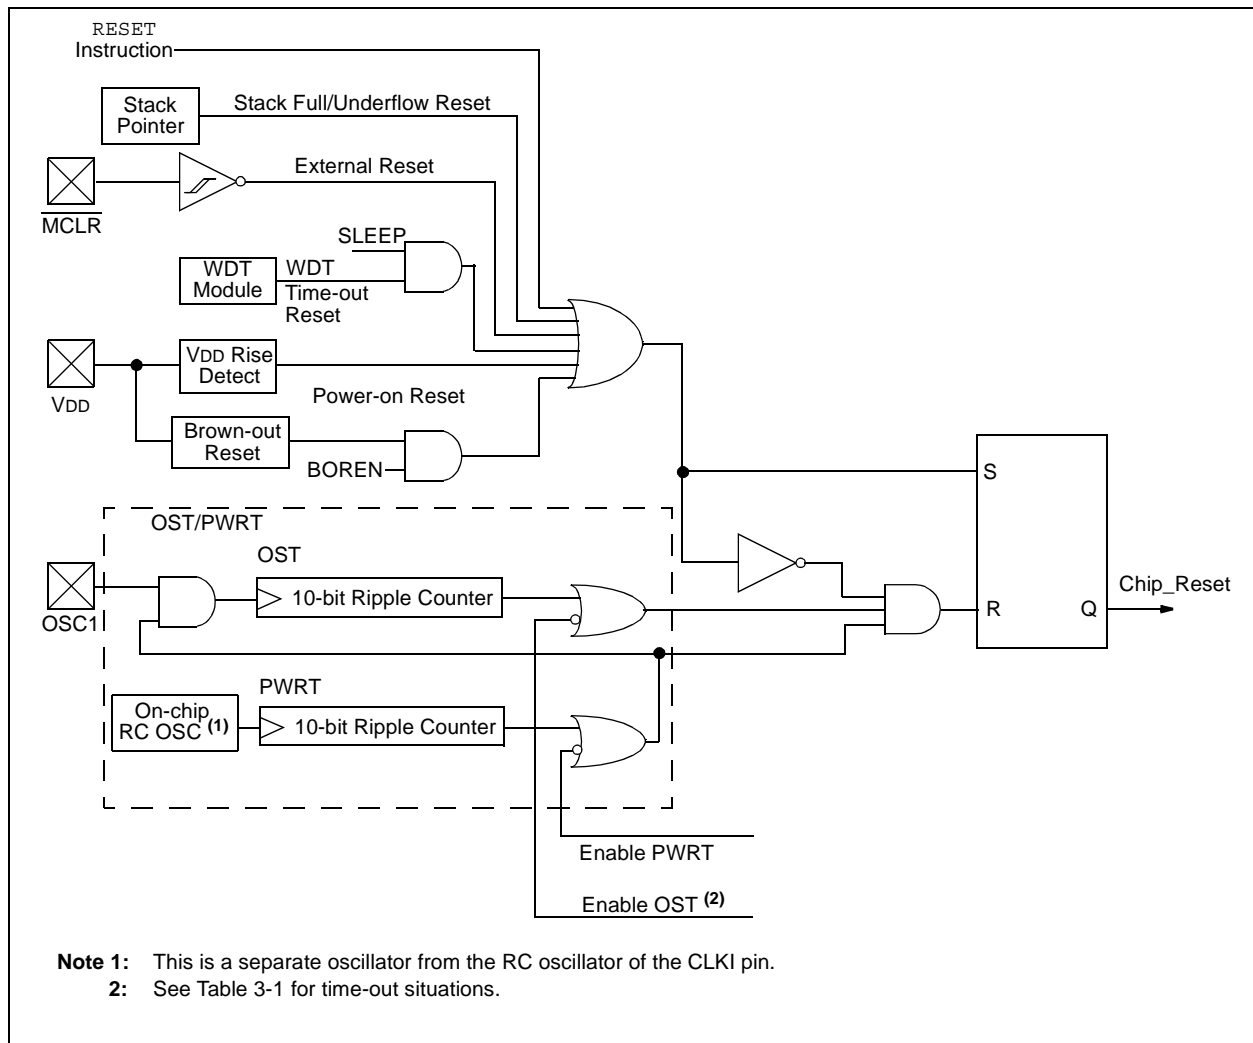 RESET
Instruction
Stack
Pointer
Stack Full/Underflow Reset
External Reset
MCLR
SLEEP
WDT
Module
WDT
Time-out
Reset
VDD Rise
Detect
VDD
Power-on Reset
Brown-out
Reset
BOREN
S
OST/PWRT
OST
10-bit Ripple Counter
OSC1
Chip_Reset
R
Q
PWRT
On-chip
RC OSC (1)
10-bit Ripple Counter
Enable PWRT
Enable OST (2)
Note 1: This is a separate oscillator from the RC oscillator of the CLKI pin.
2: See Table 3-1 for time-out situations.